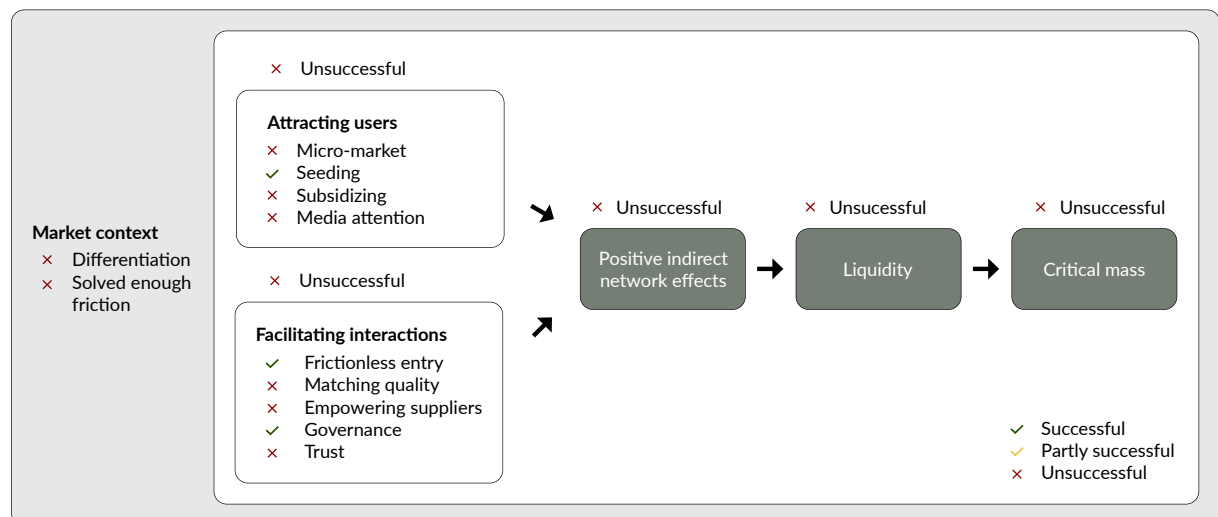 Market context
Differentiation
Solved enough
friction
Unsuccessful
Attracting users
Micro-market
Seeding
Subsidizing
Media attention
Unsuccessful
Facilitating interactions
Frictionless entry
Matching quality
Empowering suppliers
Governance
Trust
Unsuccessful
Positive indirect
network effects
Unsucessful
Liquidity
Unsuccessful
Critical mass
Successful
Partly successful
Unsuccessful